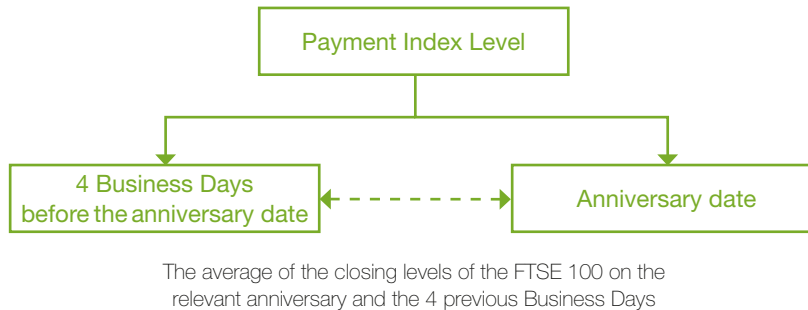 Payment Index Level
4 Business Days
before the anniversary date
Anniversary date
The average of the closing levels of the FTSE 100 on the
relevant anniversary and the 4 previous Business Days